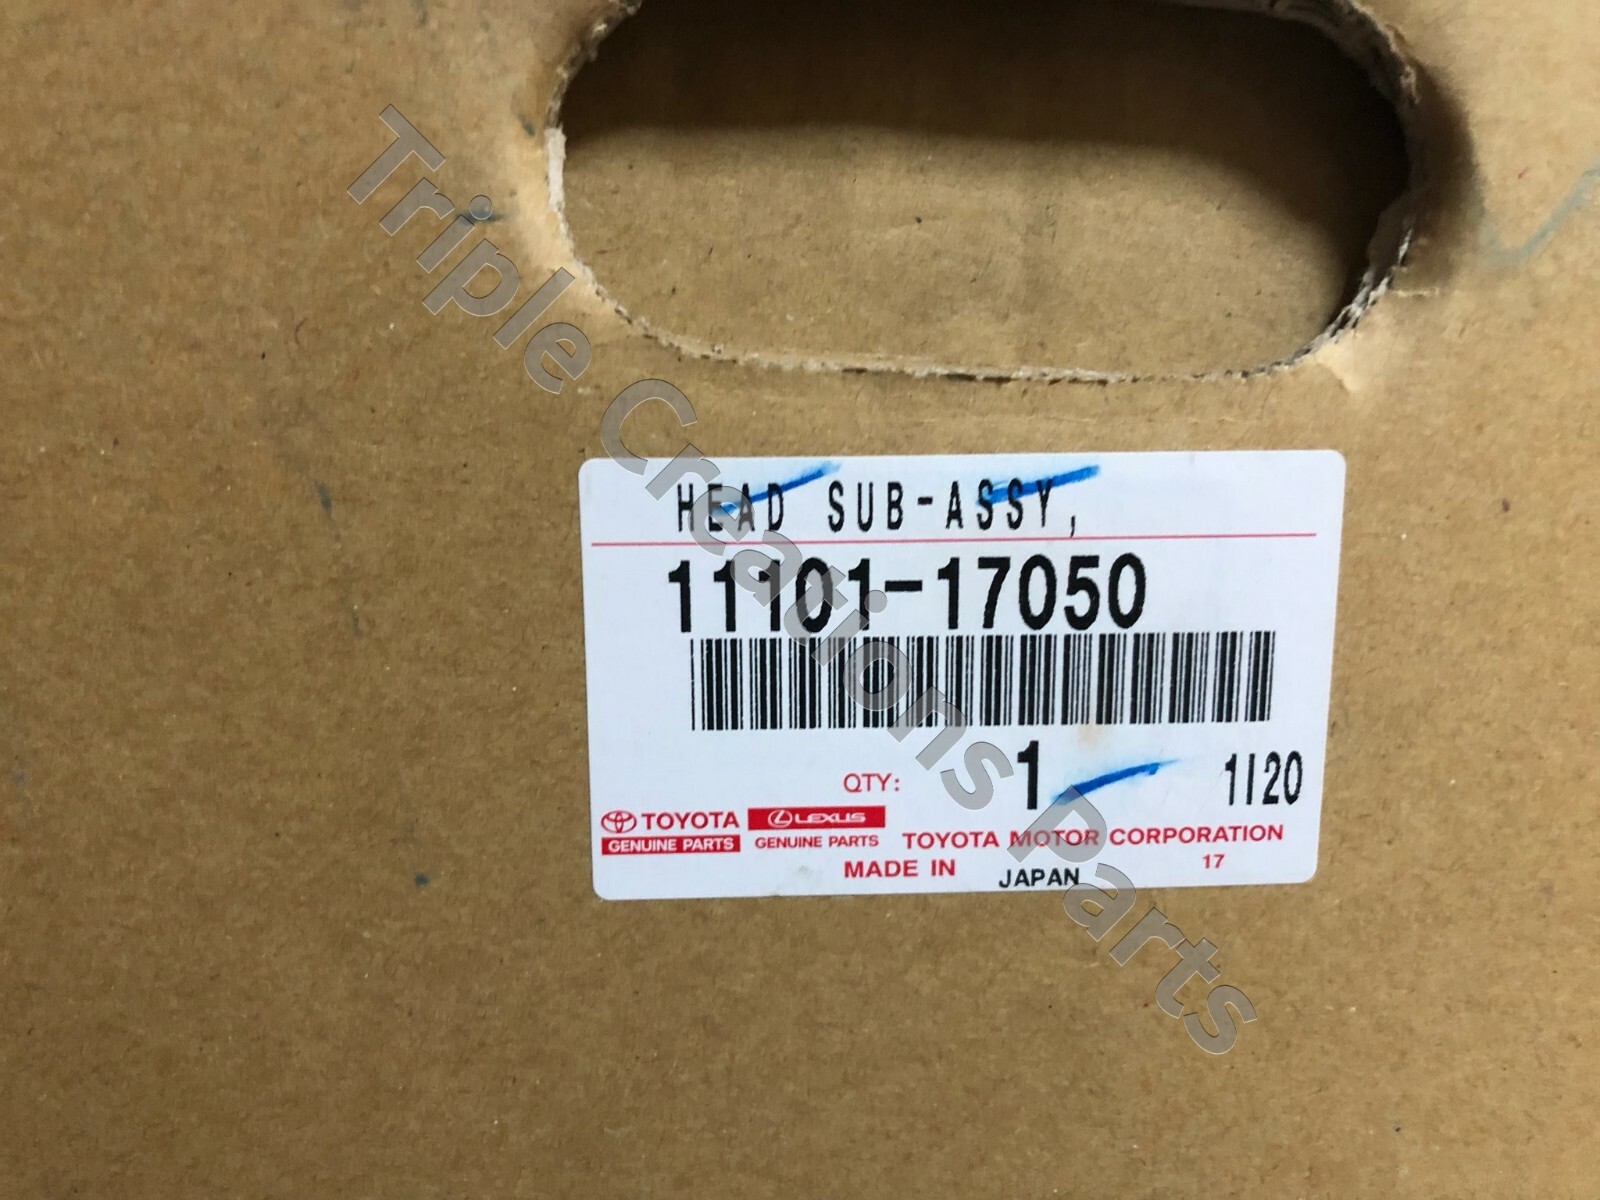 HEAD SUB-ASSY,
11101-17050
QTY: 1 1I20
TOYOTA LEXUS
GENUINE PARTS GENUINE PARTS TOYOTA MOTOR CORPORATION
MADE IN JAPAN 17
Triple Creations Parts